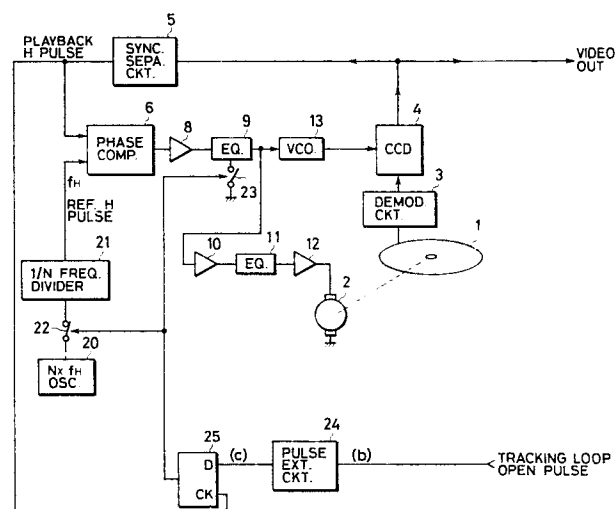 5
PLAYBACK
H PULSE
SYNC.
SEPA.
CKT.
VIDEO
OUT
6
PHASE
COMP.
8
9
EQ.
13
VCO.
4
CCD
fH
REF. H
PULSE
23
3
DEMOD.
CKT.
1
21
1/N FREQ.
DIVIDER
10
11
EQ.
12
2
22
20
N× fH
OSC.
25
D
CK
(c)
24
PULSE
EXT.
CKT.
(b)
TRACKING LOOP
OPEN PULSE